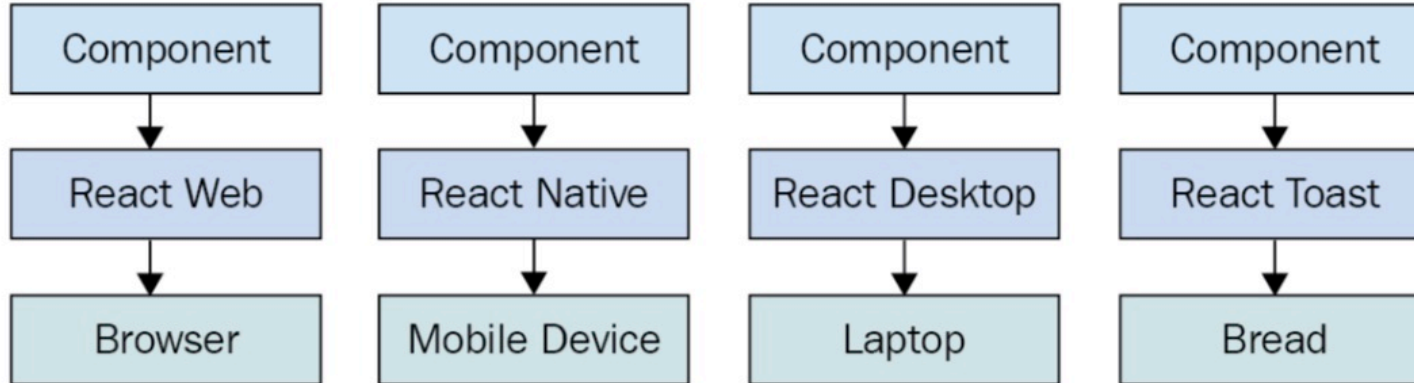 Component Component Component Component
React Web React Native React Desktop React Toast
Browser Mobile Device Laptop Bread